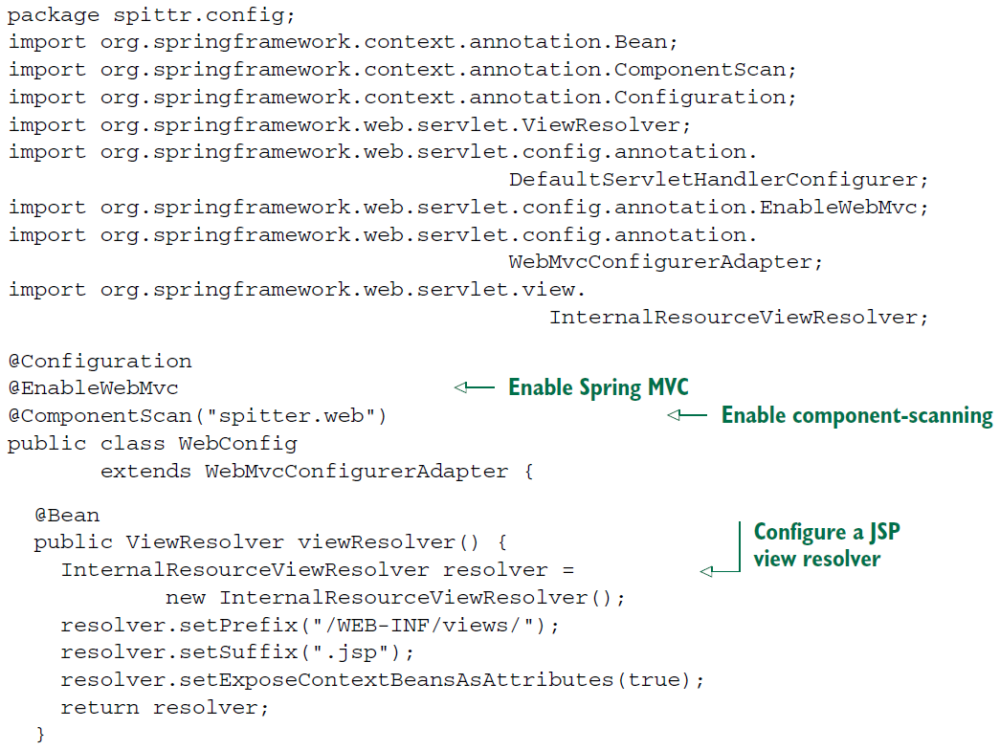 package spittr.config;
import org.springframework.context.annotation.Bean;
import org.springframework.context.annotation.ComponentScan;
import org.springframework.context.annotation.Configuration;
import org.springframework.web.servlet.ViewResolver;
import org.springframework.web.servlet.config.annotation.
DefaultServletHandlerConfigurer;
import org.springframework.web.servlet.config.annotation.EnableWebMvc;
import org.springframework.web.servlet.config.annotation.
WebMvcConfigurerAdapter;
import org.springframework.web.servlet.view.
InternalResourceViewResolver;
@Configuration
@EnableWebMvc Enable Spring MVC
@ComponentScan("spitter.web") Enable component-scanning
public class WebConfig
extends WebMvcConfigurerAdapter {
@Bean
public ViewResolver viewResolver() {
InternalResourceViewResolver resolver =
new InternalResourceViewResolver();
resolver.setPrefix("/WEB-INF/views/");
resolver.setSuffix(".jsp");
resolver.setExposeContextBeansAsAttributes(true);
return resolver;
}
Configure a JSP
view resolver